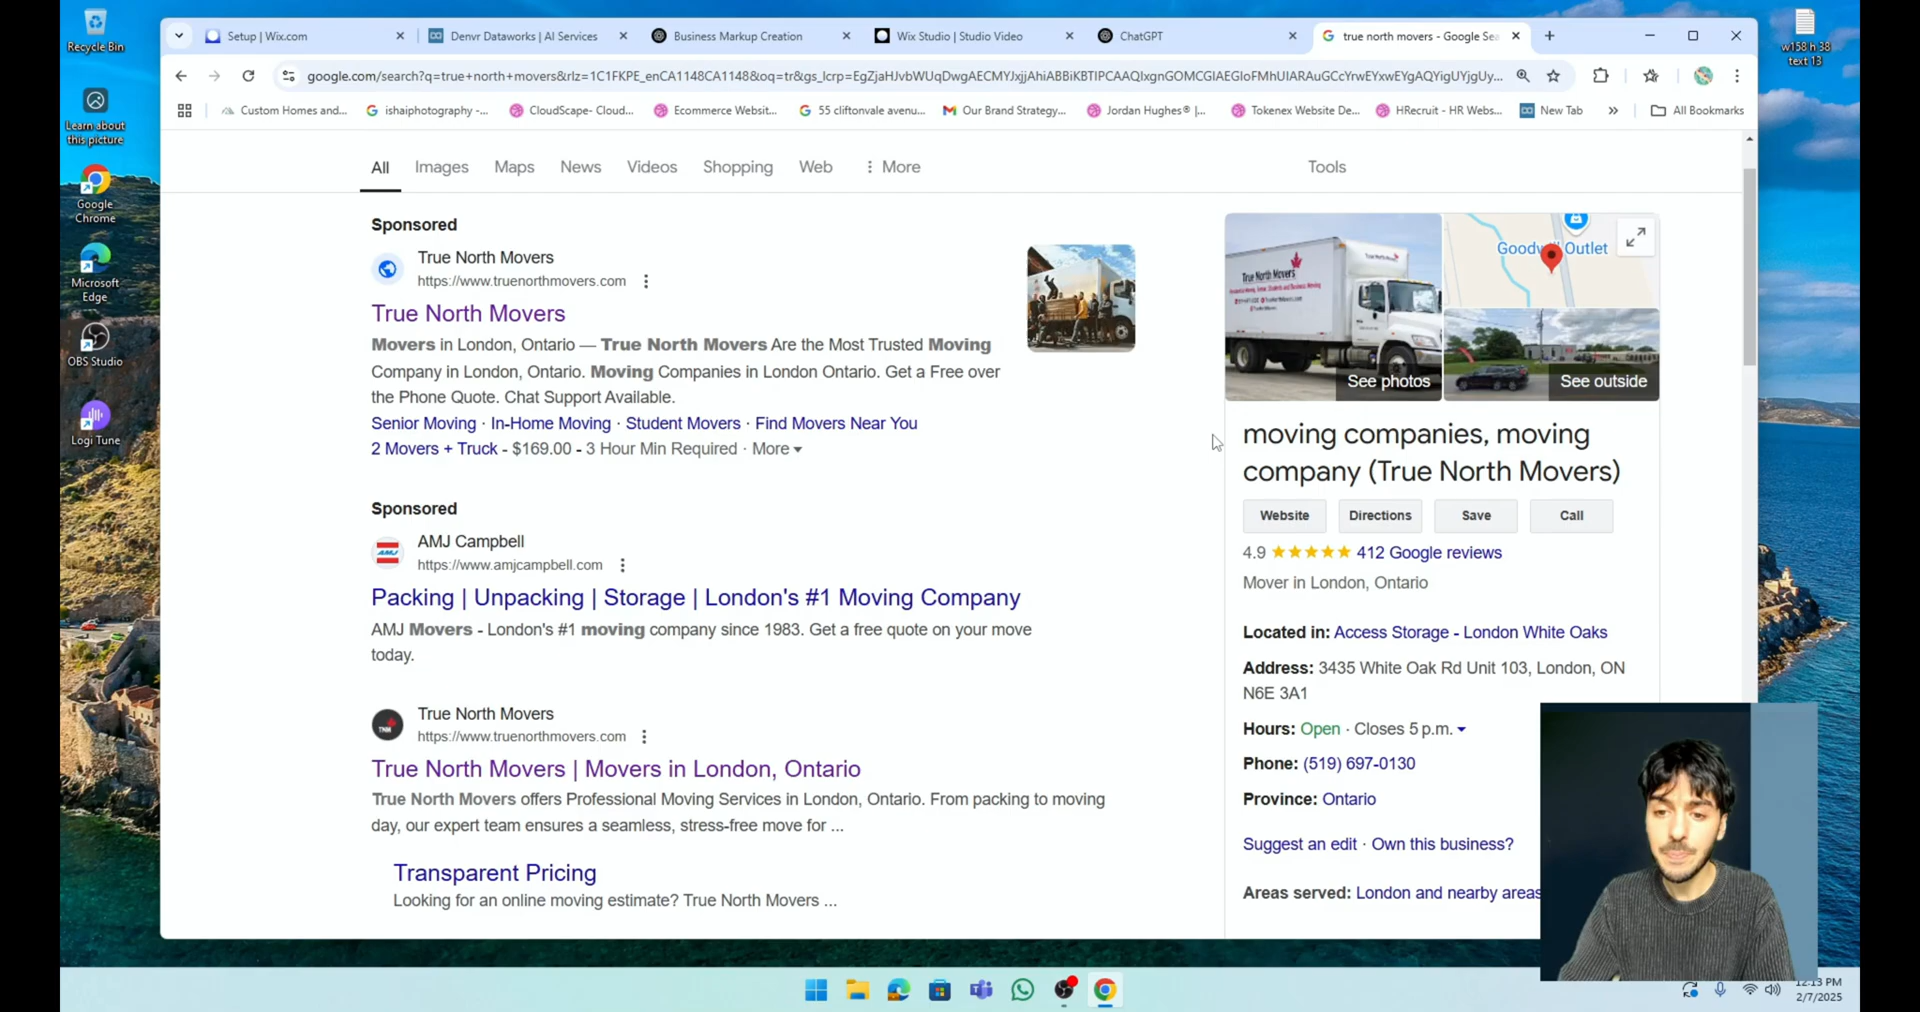 Recycle Bin
Learn about
this picture
Google
Chrome
Microsoft
Edge
OBS Studio
Logi Tune
w158 h 38
text 13
Setup | Wix.com
Denvr Dataworks | AI Services
Business Markup Creation
Wix Studio | Studio Video
ChatGPT
true north movers - Google Sea
google.com/search?q=true+north+movers&rlz=1C1FKPE_enCA1148CA1148&oq=tr&gs_lcrp=EgZjaHJvbWUqDwgAECMYJxjjAhiABBiKBTIPCAAQIxgnGOMCGIAEGIoFMhUIARAuGCcYrwEYxwEYgAQYigUYjgUy...
Custom Homes and...
ishaiphotography -...
CloudScape- Cloud...
Ecommerce Websit...
55 cliftonvale avenu...
Our Brand Strategy...
Jordan Hughes® |...
Tokenex Website De...
HRecruit - HR Webs...
New Tab
All Bookmarks
All Images Maps News Videos Shopping Web More Tools
Sponsored
True North Movers
https://www.truenorthmovers.com
True North Movers
Movers in London, Ontario — True North Movers Are the Most Trusted Moving
Company in London, Ontario. Moving Companies in London Ontario. Get a Free over
the Phone Quote. Chat Support Available.
Senior Moving · In-Home Moving · Student Movers · Find Movers Near You
2 Movers + Truck - $169.00 - 3 Hour Min Required · More
Sponsored
AMJ
AMJ Campbell
https://www.amjcampbell.com
Packing | Unpacking | Storage | London's #1 Moving Company
AMJ Movers - London's #1 moving company since 1983. Get a free quote on your move
today.
TNM
True North Movers
https://www.truenorthmovers.com
True North Movers | Movers in London, Ontario
True North Movers offers Professional Moving Services in London, Ontario. From packing to moving
day, our expert team ensures a seamless, stress-free move for ...
Transparent Pricing
Looking for an online moving estimate? True North Movers ...
True North Movers
See photos
Goodwill Outlet
See outside
moving companies, moving
company (True North Movers)
Website Directions Save Call
4.9 412 Google reviews
Mover in London, Ontario
Located in: Access Storage - London White Oaks
Address: 3435 White Oak Rd Unit 103, London, ON
N6E 3A1
Hours: Open · Closes 5 p.m.
Phone: (519) 697-0130
Province: Ontario
Suggest an edit · Own this business?
Areas served: London and nearby areas
12:13 PM
2/7/2025